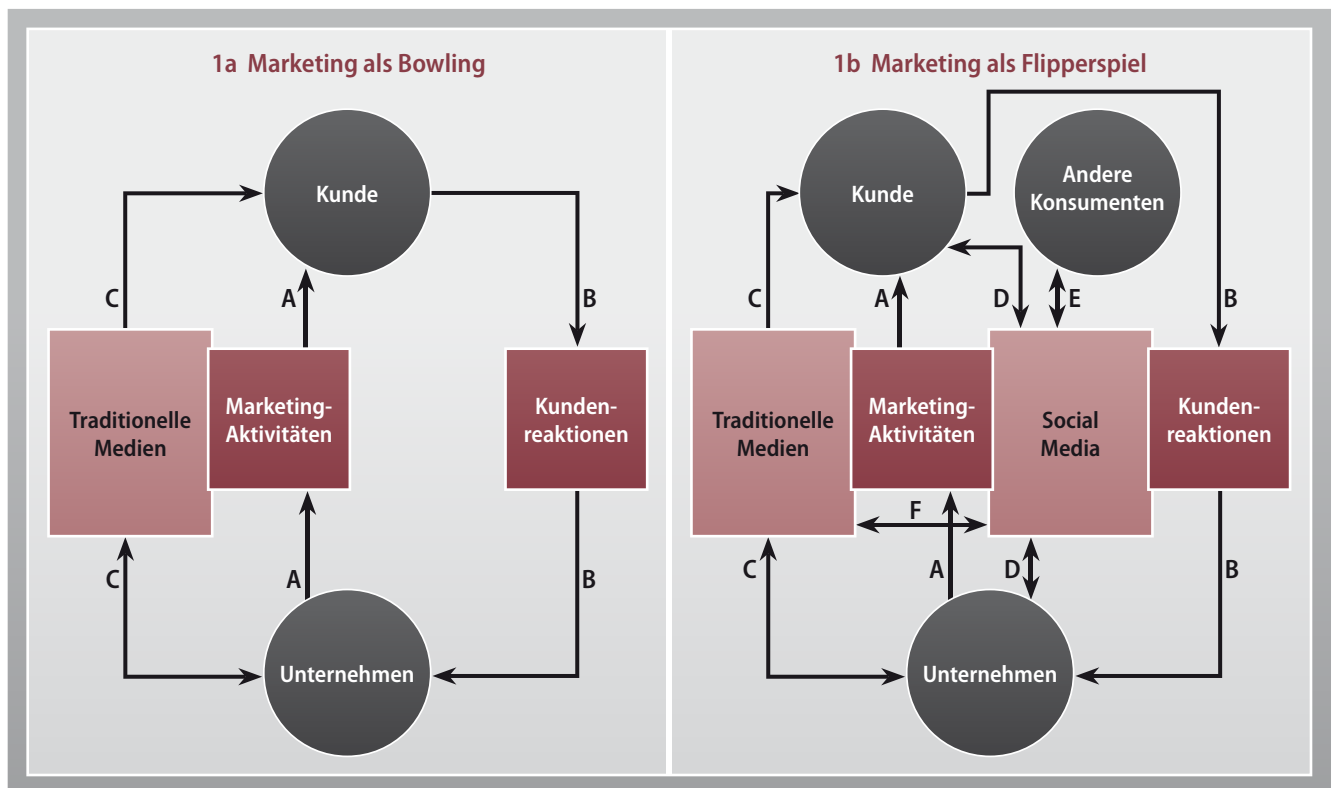 1a Marketing als Bowling
Kunde
C
A
B
Traditionelle
Medien
Marketing-
Aktivitäten
Kunden-
reaktionen
C
A
B
Unternehmen
1b Marketing als Flipperspiel
Kunde
Andere
Konsumenten
C
A
D
E
B
Traditionelle
Medien
Marketing-
Aktivitäten
Social
Media
Kunden-
reaktionen
F
C
A
D
B
Unternehmen